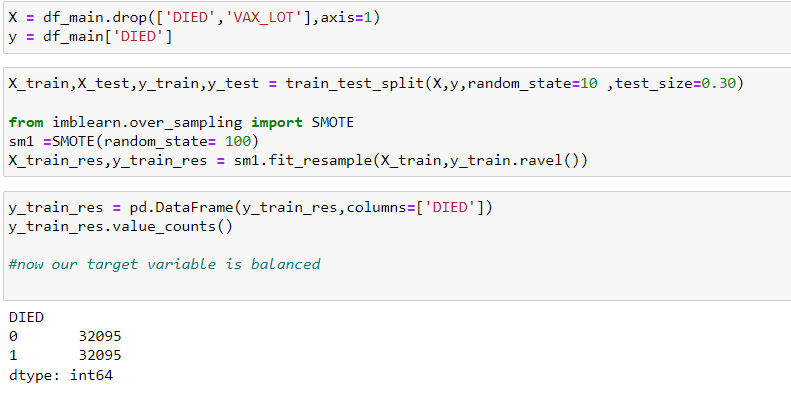 X = df_main.drop(['DIED','VAX_LOT'],axis=1)
y = df_main['DIED']
X_train,X_test,y_train,y_test = train_test_split(X,y,random_state=10 ,test_size=0.30)
from imblearn.over_sampling import SMOTE
sm1 =SMOTE(random_state= 100)
X_train_res,y_train_res = sm1.fit_resample(X_train,y_train.ravel())
y_train_res = pd.DataFrame(y_train_res,columns=['DIED'])
y_train_res.value_counts()
#now our target variable is balanced
DIED
0 32095
1 32095
dtype: int64